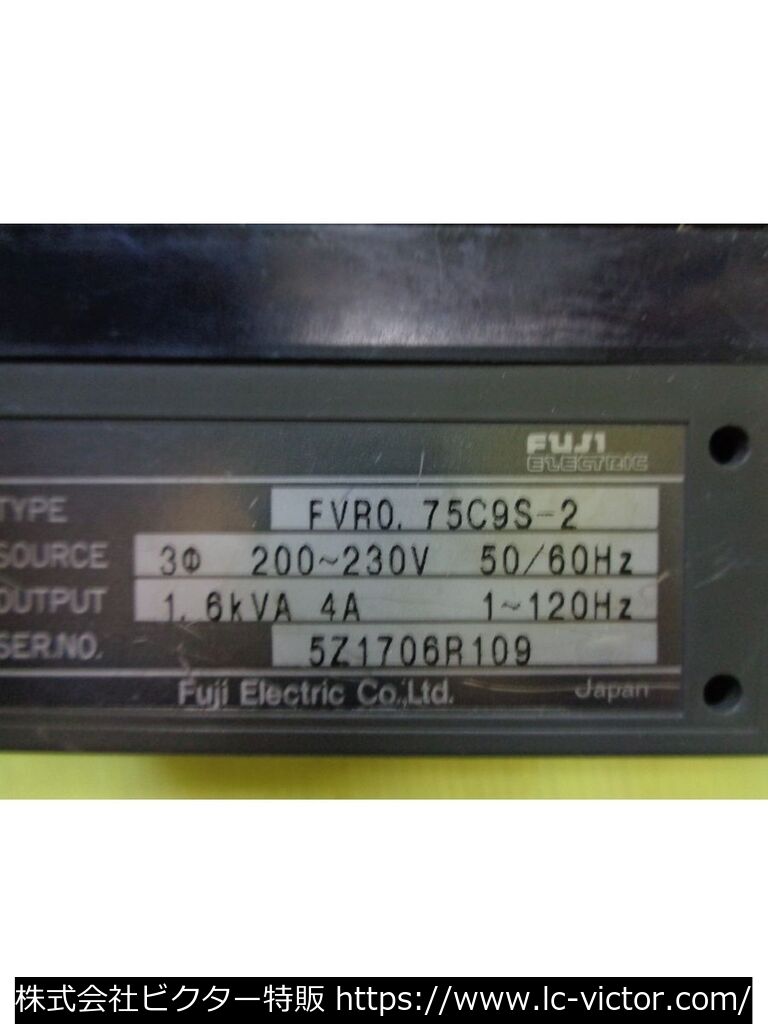 FUJI
ELECTRIC
TYPE FVR0.75C9S-2
SOURCE 3Φ 200~230V 50/60Hz
OUTPUT 1.6kVA 4A 1~120Hz
SER.NO. 5Z1706R109
Fuji Electric Co.,Ltd. Japan
株式会社ビクター特販 https://www.lc-victor.com/